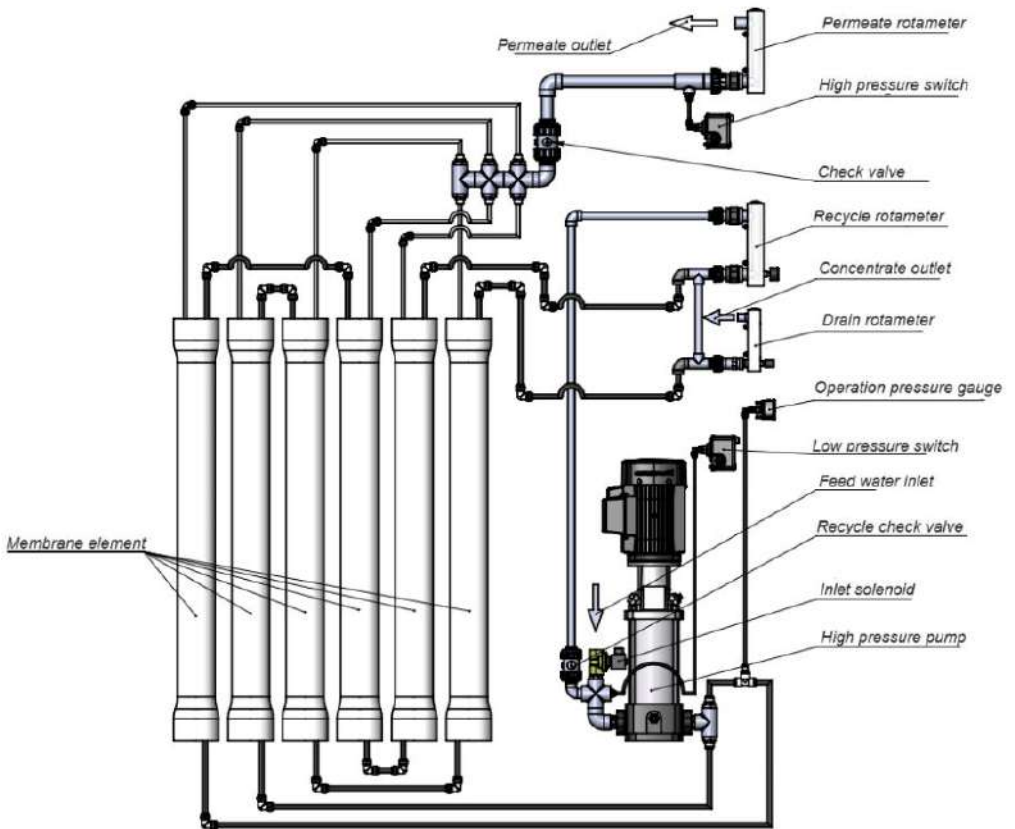 Permeate rotameter
Permeate outlet
High pressure switch
Check valve
Recycle rotameter
Concentrate outlet
Drain rotameter
Operation pressure gauge
Low pressure switch
Feed water inlet
Recycle check valve
Membrane element
Inlet solenoid
High pressure pump